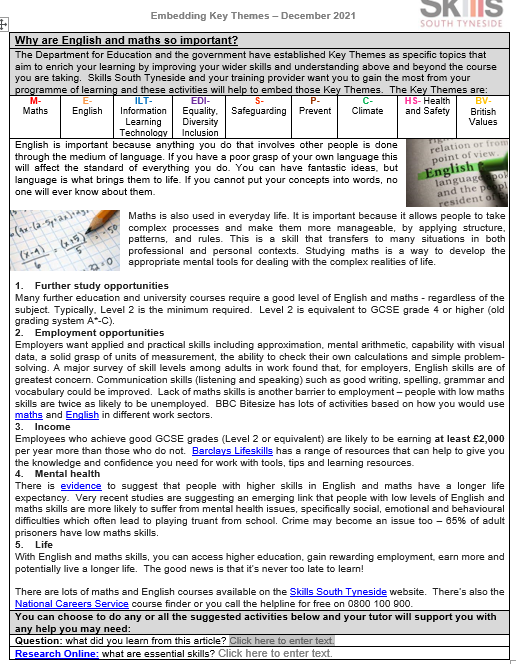 Embedding Key Themes – December 2021
SKILLS
SOUTH TYNESIDE
Why are English and maths so important?
The Department for Education and the government have established Key Themes as specific topics that
aim to enrich your learning by improving your wider skills and understanding above and beyond the course
you are taking. Skills South Tyneside and your training provider want you to gain the most from your
programme of learning and these activities will help to embed those Key Themes. The Key Themes are:
M- Maths
E- English
ILT- Information Learning Technology
EDI- Equality, Diversity Inclusion
S- Safeguarding
P- Prevent
C- Climate
HS- Health and Safety
BV- British Values
English is important because anything you do that involves other people is done
through the medium of language. If you have a poor grasp of your own language this
will affect the standard of everything you do. You can have fantastic ideas, but
language is what brings them to life. If you cannot put your concepts into words, no
one will ever know about them.
relation or from
point of view.
English
language
and the
resident of
Maths is also used in everyday life. It is important because it allows people to take
complex processes and make them more manageable, by applying structure,
patterns, and rules. This is a skill that transfers to many situations in both
professional and personal contexts. Studying maths is a way to develop the
appropriate mental tools for dealing with the complex realities of life.
1. Further study opportunities
Many further education and university courses require a good level of English and maths - regardless of the
subject. Typically, Level 2 is the minimum required. Level 2 is equivalent to GCSE grade 4 or higher (old
grading system A*-C).
2. Employment opportunities
Employers want applied and practical skills including approximation, mental arithmetic, capability with visual
data, a solid grasp of units of measurement, the ability to check their own calculations and simple problem-
solving. A major survey of skill levels among adults in work found that, for employers, English skills are of
greatest concern. Communication skills (listening and speaking) such as good writing, spelling, grammar and
vocabulary could be improved. Lack of maths skills is another barrier to employment – people with low maths
skills are twice as likely to be unemployed. BBC Bitesize has lots of activities based on how you would use
maths and English in different work sectors.
3. Income
Employees who achieve good GCSE grades (Level 2 or equivalent) are likely to be earning at least £2,000
per year more than those who do not. Barclays Lifeskills has a range of resources that can help to give you
the knowledge and confidence you need for work with tools, tips and learning resources.
4. Mental health
There is evidence to suggest that people with higher skills in English and maths have a longer life
expectancy. Very recent studies are suggesting an emerging link that people with low levels of English and
maths skills are more likely to suffer from mental health issues, specifically social, emotional and behavioural
difficulties which often lead to playing truant from school. Crime may become an issue too – 65% of adult
prisoners have low maths skills.
5. Life
With English and maths skills, you can access higher education, gain rewarding employment, earn more and
potentially live a longer life. The good news is that it's never too late to learn!
There are lots of maths and English courses available on the Skills South Tyneside website. There's also the
National Careers Service course finder or you call the helpline for free on 0800 100 900.
You can choose to do any or all the suggested activities below and your tutor will support you with
any help you may need:
Question: what did you learn from this article? Click here to enter text.
Research Online: what are essential skills? Click here to enter text.